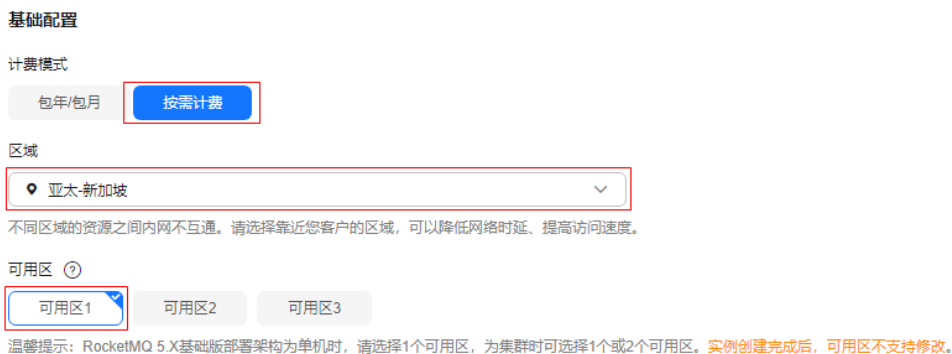 基础配置
计费模式
包年/包月 按需计费
区域
亚太-新加坡
不同区域的资源之间内网不互通。请选择靠近您客户的区域，可以降低网络时延、提高访问速度。
可用区 ?
可用区1 可用区2 可用区3
温馨提示：RocketMQ 5.X基础版部署架构为单机时，请选择1个可用区，为集群时可选择1个或2个可用区。实例创建完成后，可用区不支持修改。